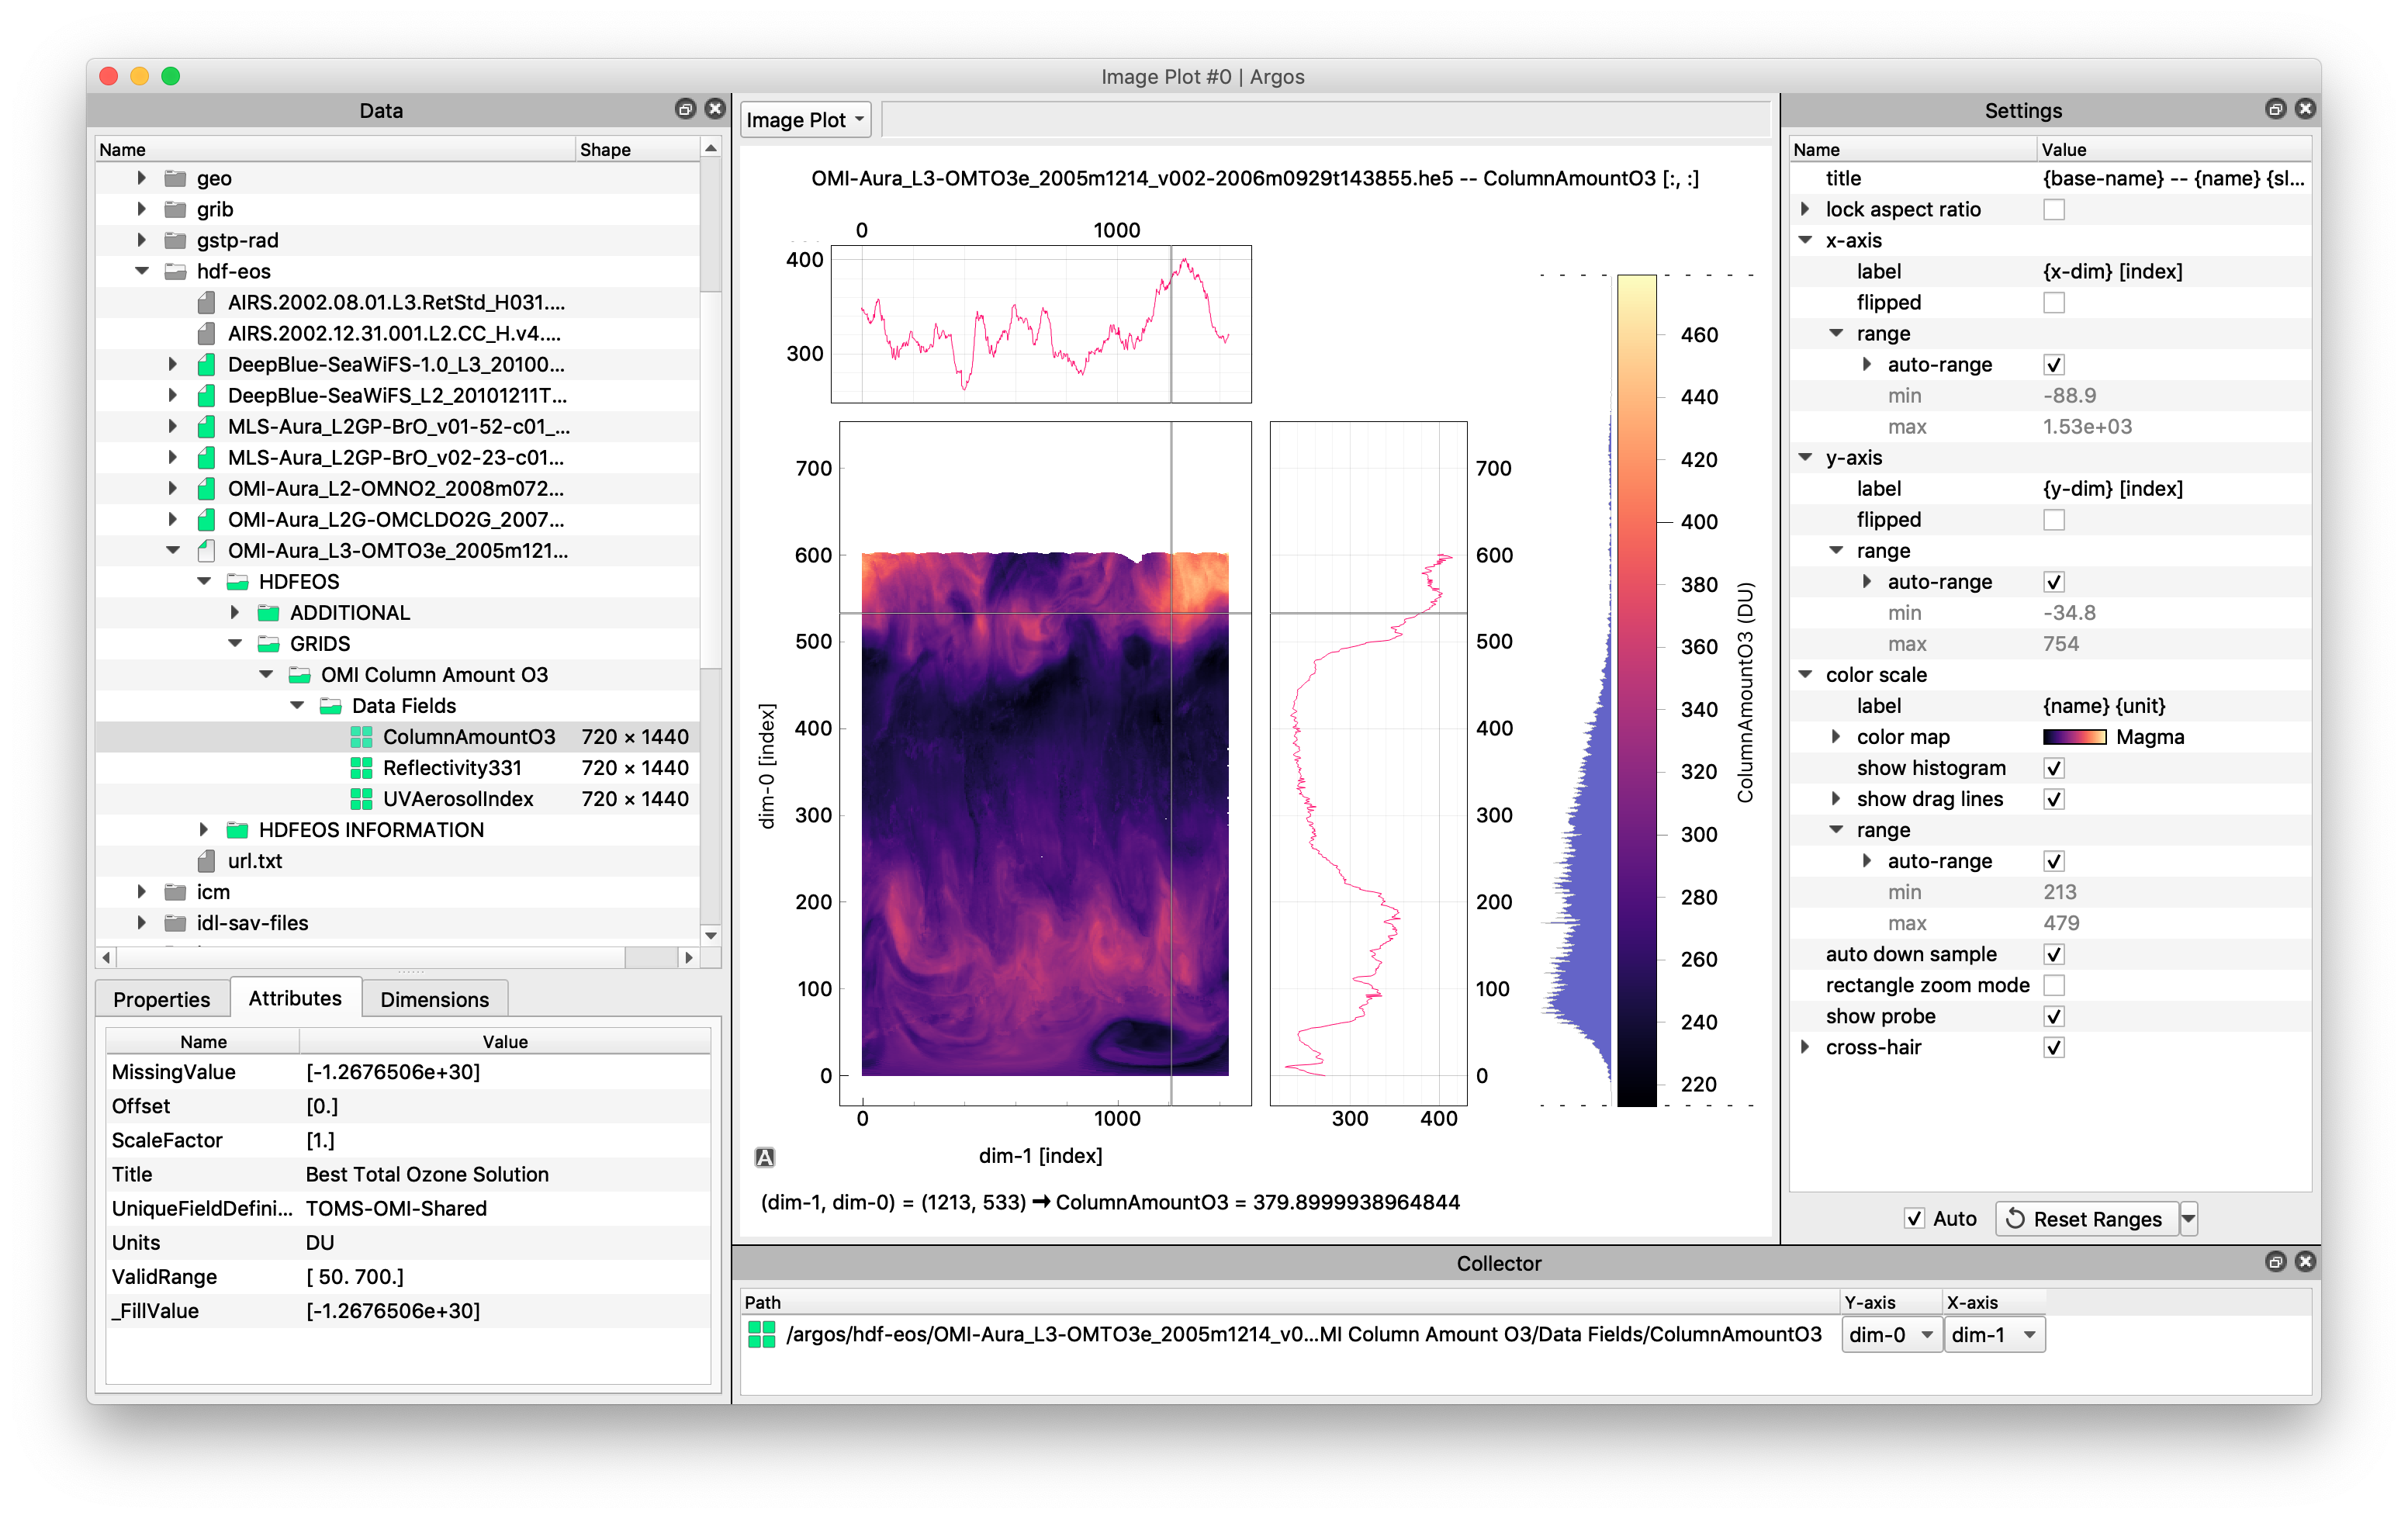 Image Plot #0 | Argos
Data
Name Shape
geo
grib
gstp-rad
hdf-eos
AIRS.2002.08.01.L3.RetStd_H031....
AIRS.2002.12.31.001.L2.CC_H.v4....
DeepBlue-SeaWiFS-1.0_L3_20100...
DeepBlue-SeaWiFS_L2_20101211T...
MLS-Aura_L2GP-BrO_v01-52-c01_...
MLS-Aura_L2GP-BrO_v02-23-c01...
OMI-Aura_L2-OMNO2_2008m072...
OMI-Aura_L2G-OMCLDO2G_2007...
OMI-Aura_L3-OMTO3e_2005m121...
HDFEOS
ADDITIONAL
GRIDS
OMI Column Amount O3
Data Fields
ColumnAmountO3 720 × 1440
Reflectivity331 720 × 1440
UVAerosolIndex 720 × 1440
HDFEOS INFORMATION
url.txt
icm
idl-sav-files
Properties Attributes Dimensions
Name Value
MissingValue [-1.2676506e+30]
Offset [0.]
ScaleFactor [1.]
Title Best Total Ozone Solution
UniqueFieldDefini... TOMS-OMI-Shared
Units DU
ValidRange [ 50. 700.]
_FillValue [-1.2676506e+30]
Image Plot
OMI-Aura_L3-OMTO3e_2005m1214_v002-2006m0929t143855.he5 -- ColumnAmountO3 [:, :]
0 1000
400
300
700
600
500
400
300
200
100
0
dim-0 [index]
0 1000
dim-1 [index]
700
600
500
400
300
200
100
0
300 400
460
440
420
400
380
360
340
320
300
280
260
240
220
ColumnAmountO3 (DU)
A
(dim-1, dim-0) = (1213, 533) ➞ ColumnAmountO3 = 379.8999938964844
Settings
Name Value
title {base-name} -- {name} {sl...
lock aspect ratio
x-axis
label {x-dim} [index]
flipped
range
auto-range
min -88.9
max 1.53e+03
y-axis
label {y-dim} [index]
flipped
range
auto-range
min -34.8
max 754
color scale
label {name} {unit}
color map Magma
show histogram
show drag lines
range
auto-range
min 213
max 479
auto down sample
rectangle zoom mode
show probe
cross-hair
Auto Reset Ranges
Collector
Path Y-axis X-axis
/argos/hdf-eos/OMI-Aura_L3-OMTO3e_2005m1214_v0...MI Column Amount O3/Data Fields/ColumnAmountO3 dim-0 dim-1